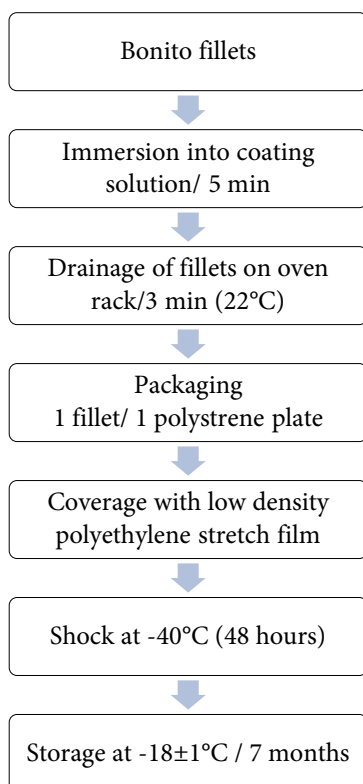 Bonito fillets
Immersion into coating
solution/ 5 min
Drainage of fillets on oven
rack/3 min (22°C)
Packaging
1 fillet/ 1 polystrene plate
Coverage with low density
polyethylene stretch film
Shock at -40°C (48 hours)
Storage at -18±1°C / 7 months